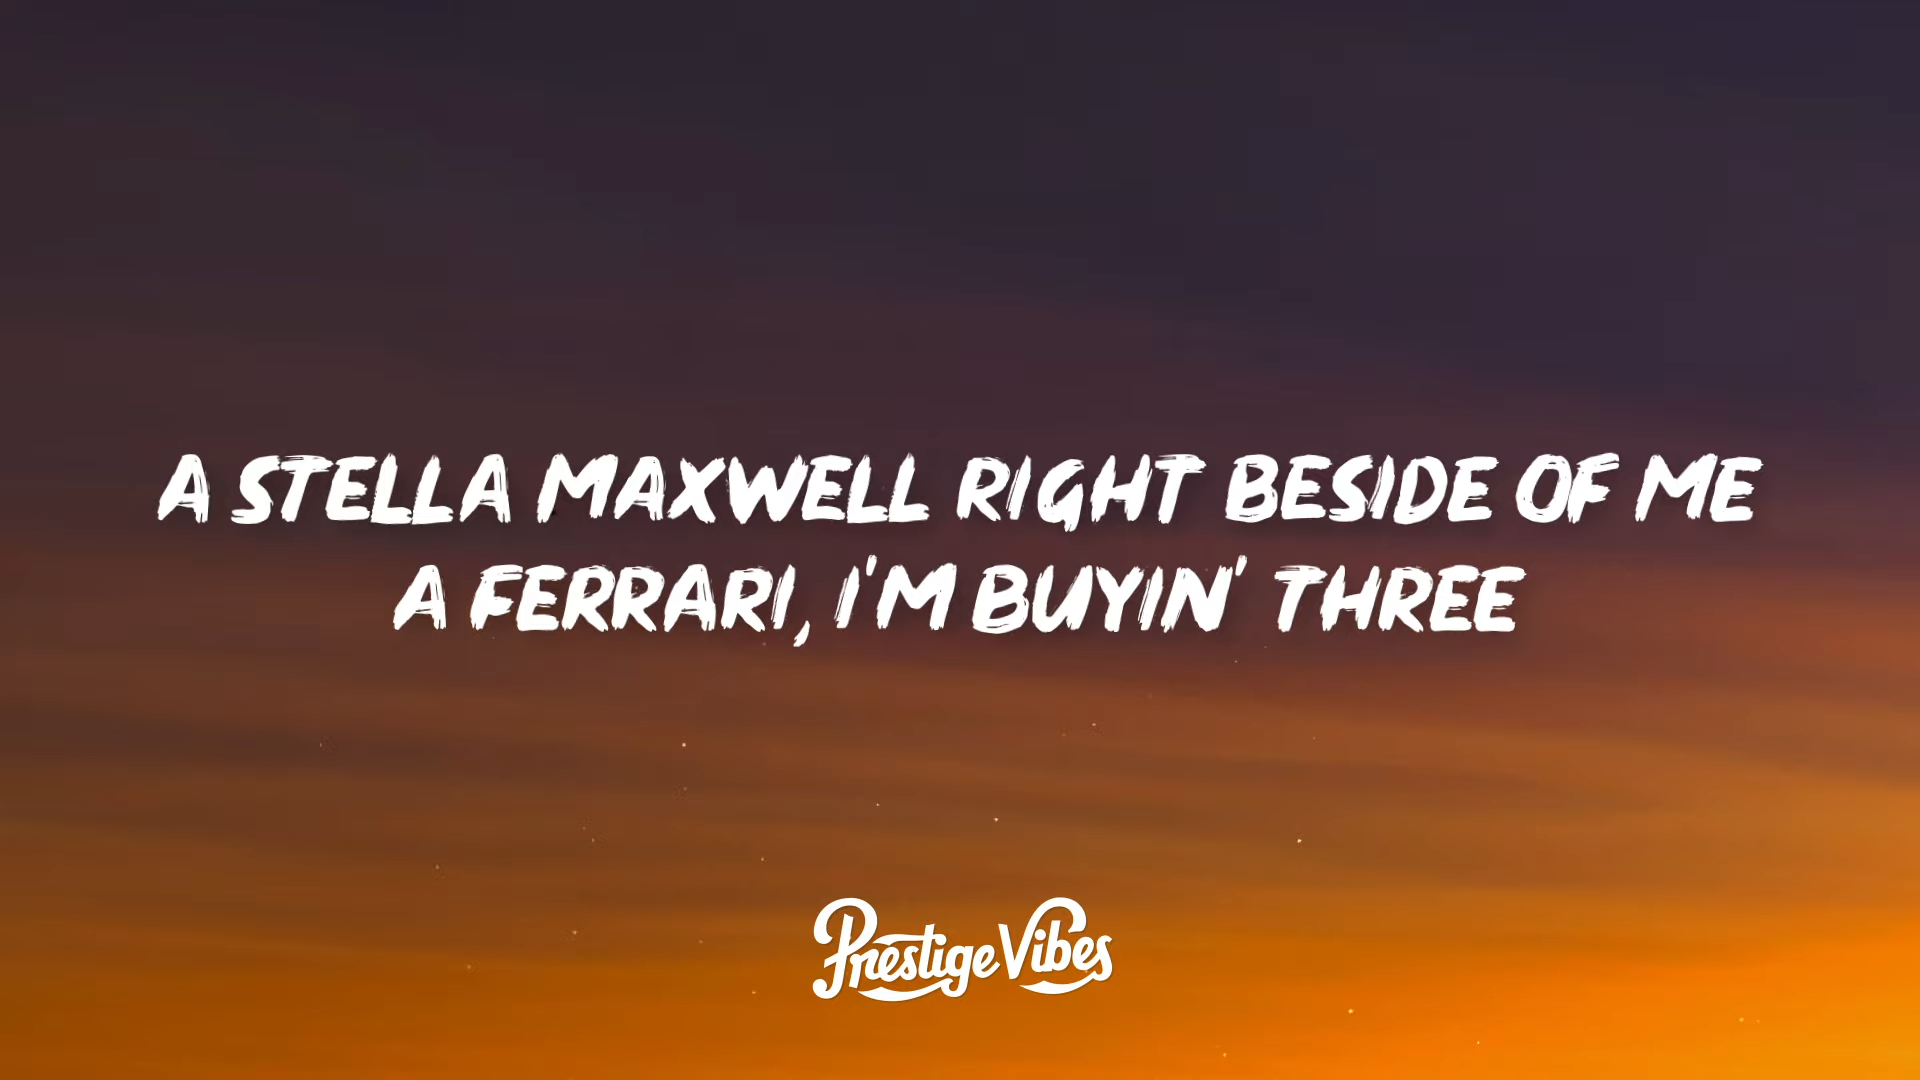 A STELLA MAXWELL RIGHT BESIDE OF ME
A FERRARI, I'M BUYIN' THREE
Prestige Vibes